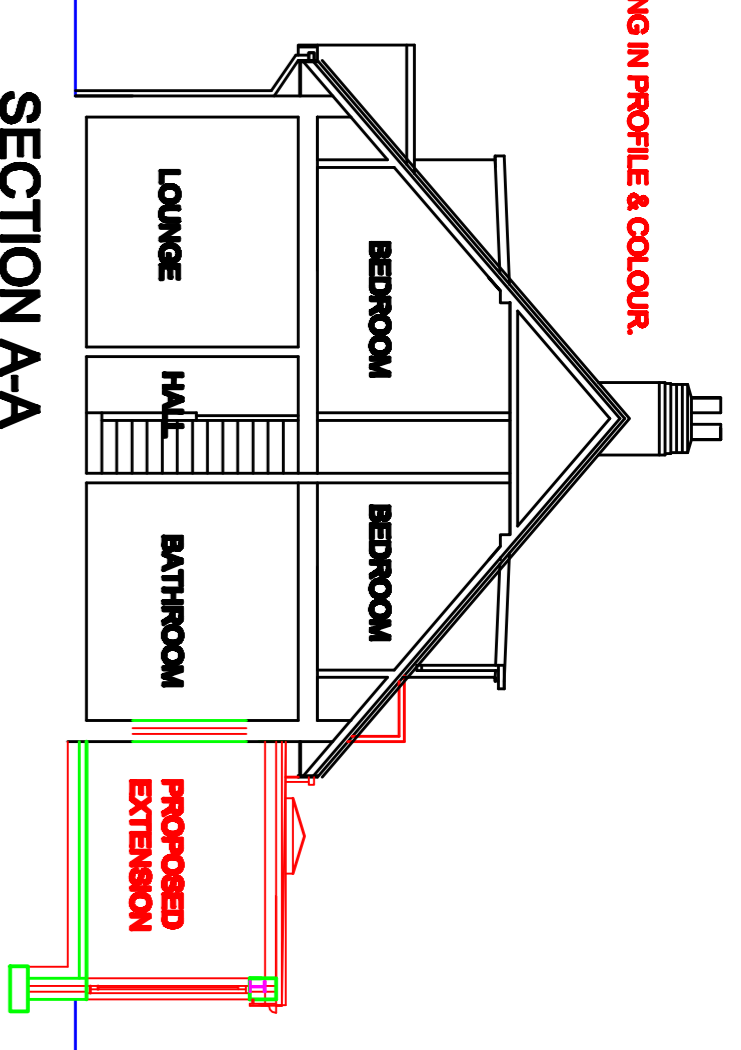 NG IN PROFILE & COLOUR.
BEDROOM
BEDROOM
LOUNGE
HALL
BATHROOM
PROPOSED
EXTENSION
SECTION A-A